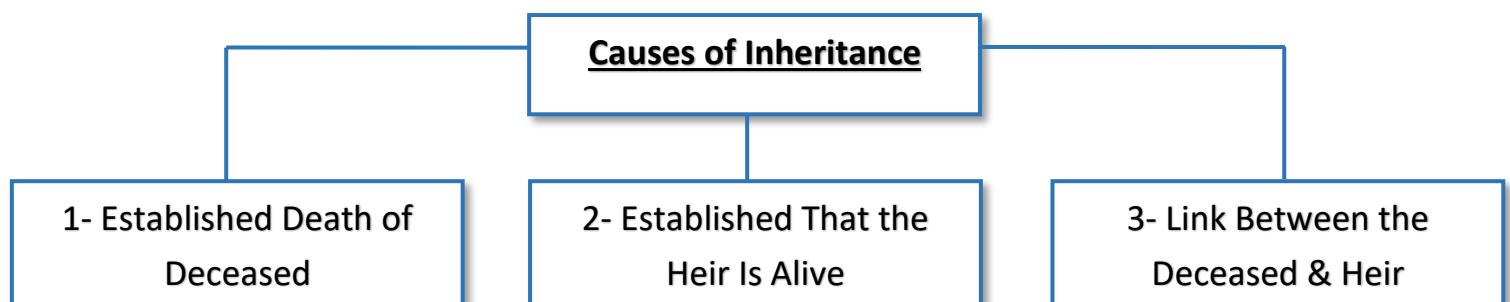 Causes of Inheritance
1- Established Death of
Deceased
2- Established That the
Heir Is Alive
3- Link Between the
Deceased & Heir